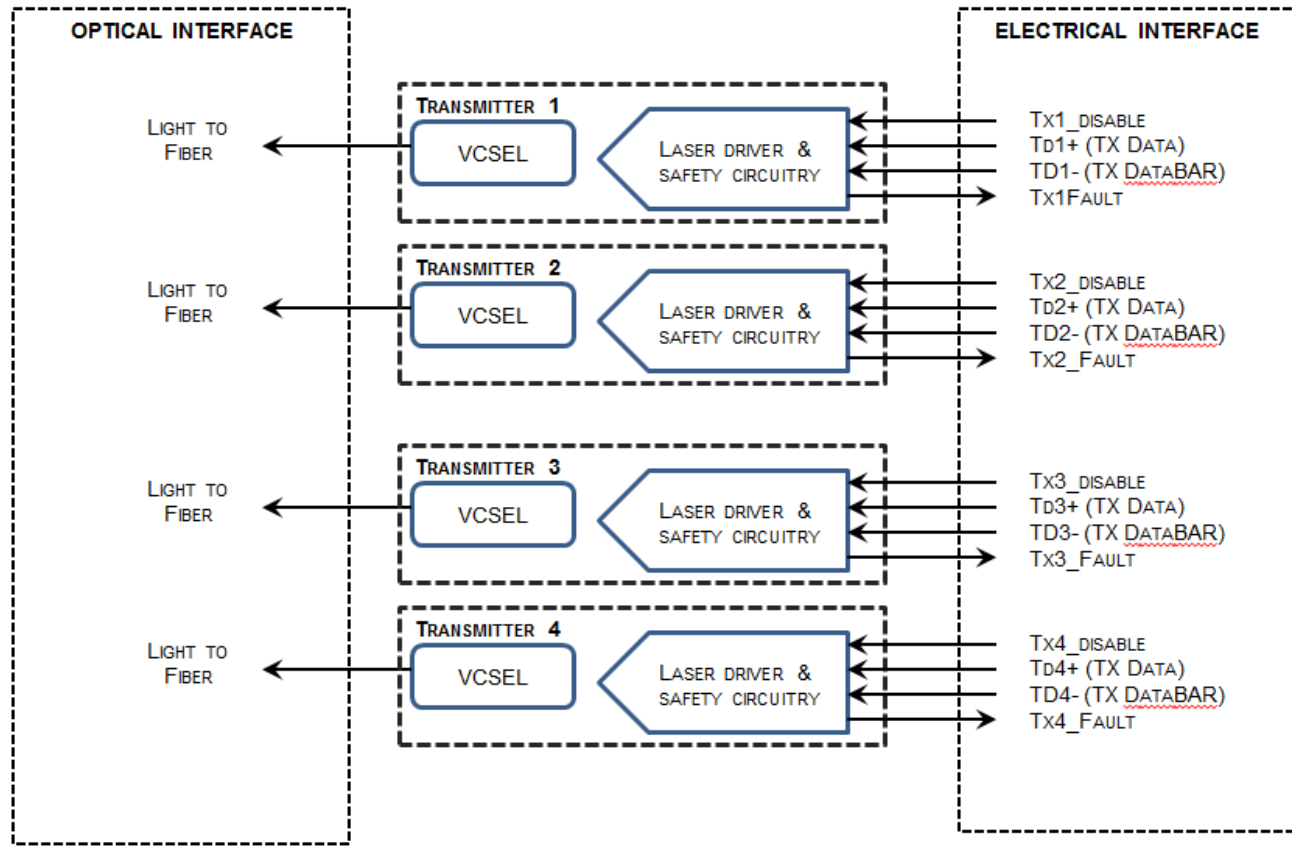 OPTICAL INTERFACE
ELECTRICAL INTERFACE
TRANSMITTER 1
LIGHT TO
FIBER
VCSEL
LASER DRIVER &
SAFETY CIRCUITRY
TX1_DISABLE
TD1+ (TX DATA)
TD1- (TX DATABAR)
TX1FAULT
TRANSMITTER 2
LIGHT TO
FIBER
VCSEL
LASER DRIVER &
SAFETY CIRCUITRY
TX2_DISABLE
TD2+ (TX DATA)
TD2- (TX DATABAR)
TX2_FAULT
TRANSMITTER 3
LIGHT TO
FIBER
VCSEL
LASER DRIVER &
SAFETY CIRCUITRY
TX3_DISABLE
TD3+ (TX DATA)
TD3- (TX DATABAR)
TX3_FAULT
TRANSMITTER 4
LIGHT TO
FIBER
VCSEL
LASER DRIVER &
SAFETY CIRCUITRY
TX4_DISABLE
TD4+ (TX DATA)
TD4- (TX DATABAR)
TX4_FAULT